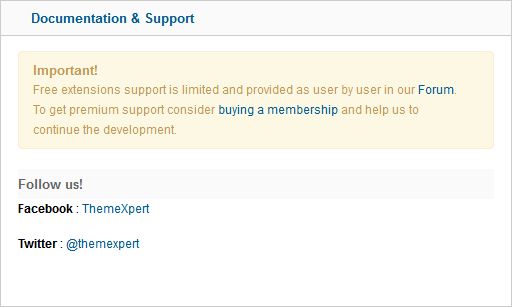 Documentation & Support
Important!
Free extensions support is limited and provided as user by user in our Forum.
To get premium support consider buying a membership and help us to
continue the development.
Follow us!
Facebook : ThemeXpert
Twitter : @themexpert